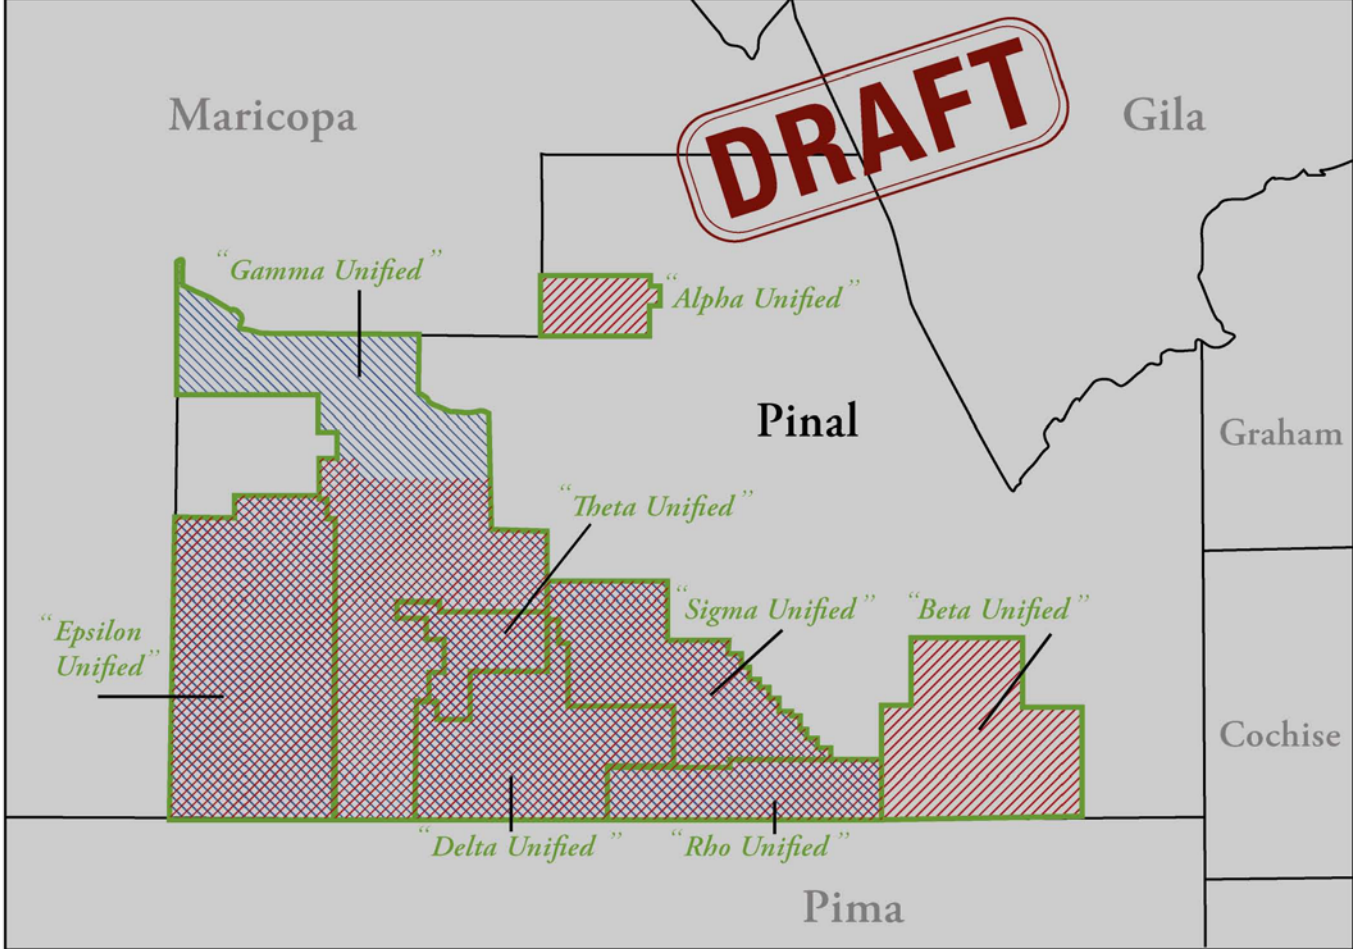 DRAFT
Maricopa
Gila
“Gamma Unified”
“Alpha Unified”
Pinal
Graham
“Theta Unified”
“Sigma Unified”
“Beta Unified”
“Epsilon
Unified”
Cochise
“Delta Unified”
“Rho Unified”
Pima